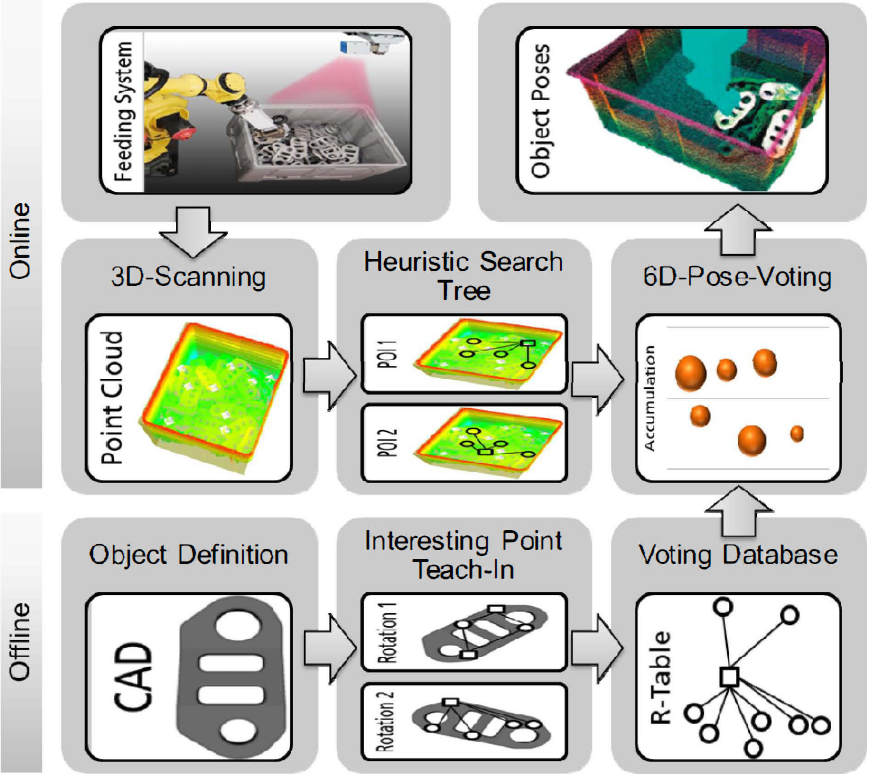 Online
Feeding System
Object Poses
3D-Scanning
Point Cloud
Heuristic Search
Tree
POI 1
POI 2
6D-Pose-Voting
Accumulation
Offline
Object Definition
CAD
Interesting Point
Teach-In
Rotation 1
Rotation 2
Voting Database
R-Table